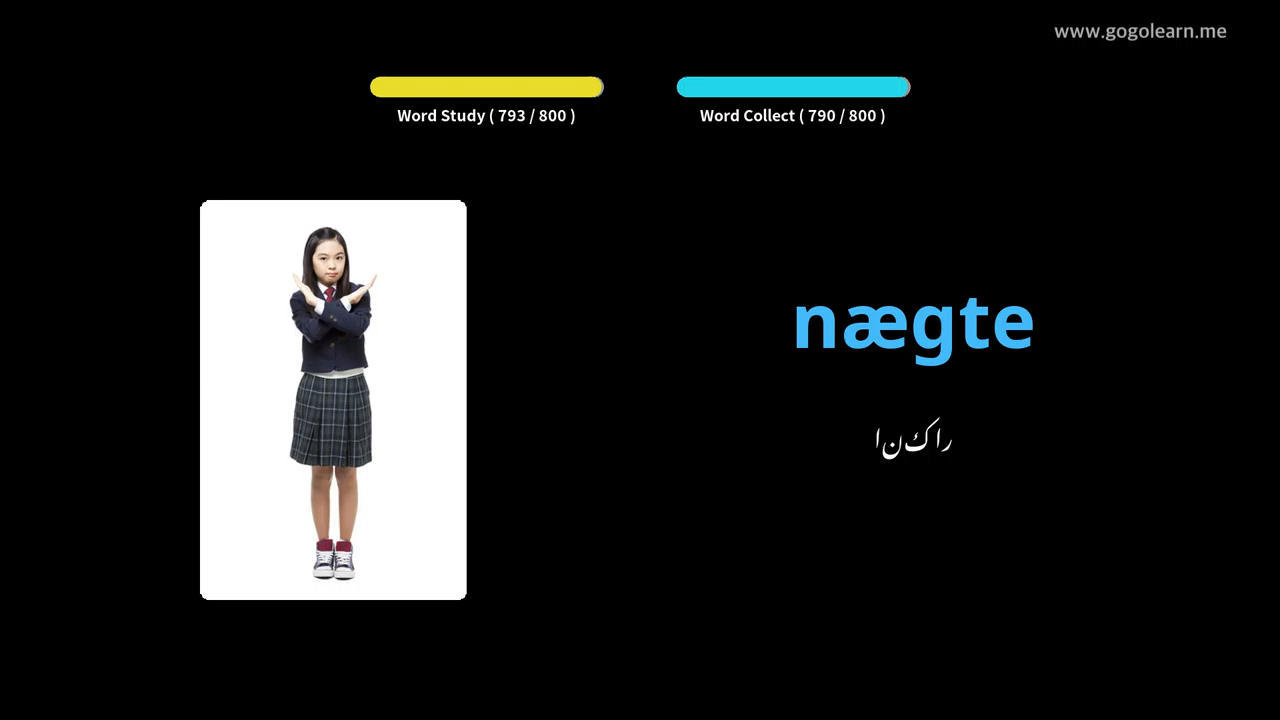 www.gogolearn.me
Word Study ( 793 / 800 )
Word Collect ( 790 / 800 )
nægte
انکار